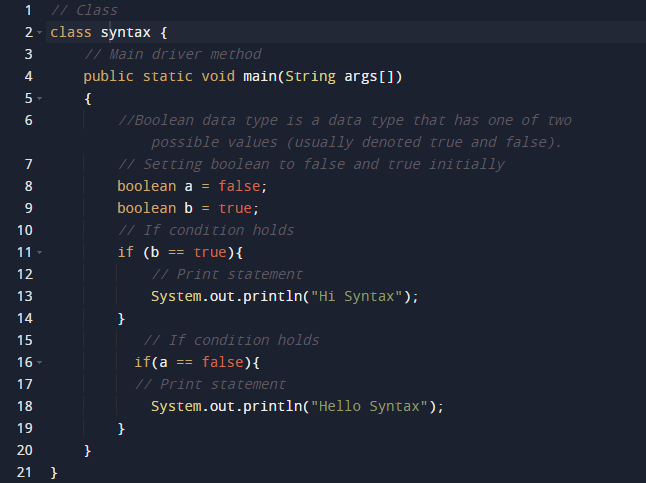 1 // Class
2 class syntax {
3     // Main driver method
4     public static void main(String args[])
5     {
6         //Boolean data type is a data type that has one of two
            possible values (usually denoted true and false).
7         // Setting boolean to false and true initially
8         boolean a = false;
9         boolean b = true;
10         // If condition holds
11         if (b == true){
12             // Print statement
13             System.out.println("Hi Syntax");
14         }
15            // If condition holds
16           if(a == false){
17           // Print statement
18             System.out.println("Hello Syntax");
19         }
20     }
21 }